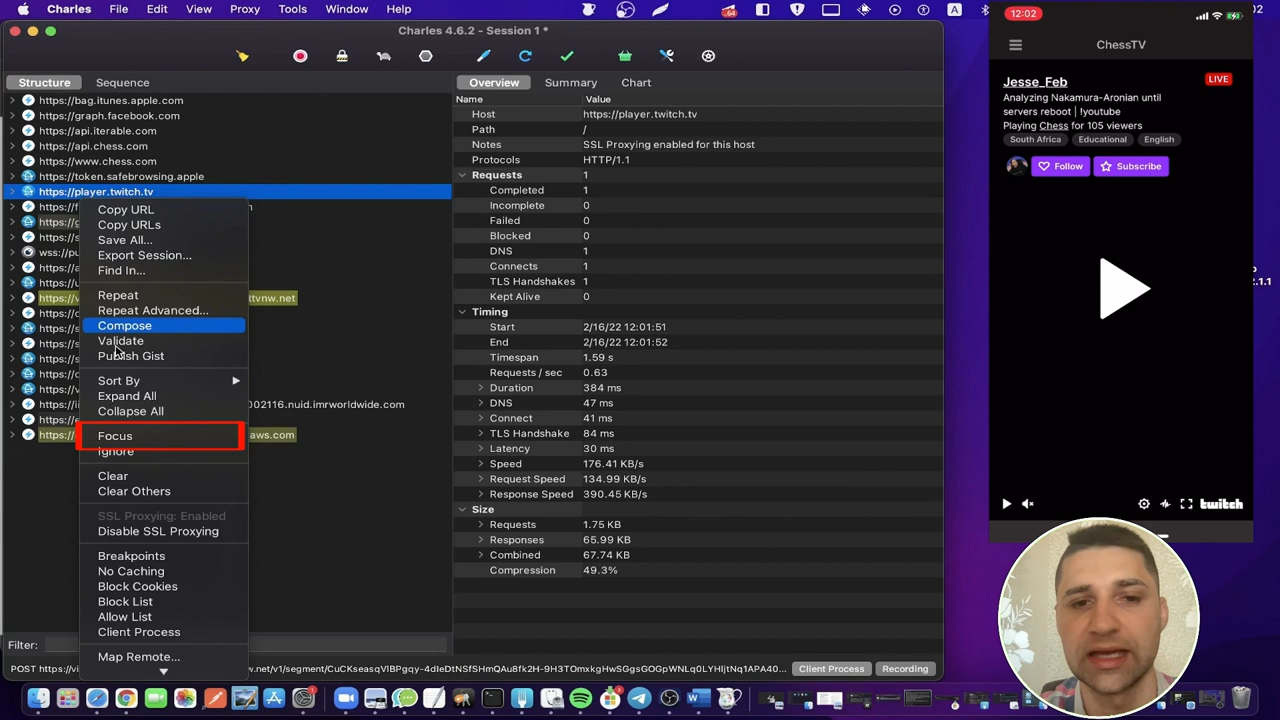 Charles File Edit View Proxy Tools Window Help
Charles 4.6.2 - Session 1 *
Structure Sequence
https://bag.itunes.apple.com
https://graph.facebook.com
https://api.iterable.com
https://api.chess.com
https://www.chess.com
https://token.safebrowsing.apple
https://player.twitch.tv
Copy URL
Copy URLs
Save All...
Export Session...
Find In...
Repeat
Repeat Advanced...
Compose
Validate
Publish Gist
Sort By
Expand All
Collapse All
Focus
Ignore
Clear
Clear Others
SSL Proxying: Enabled
Disable SSL Proxying
Breakpoints
No Caching
Block Cookies
Block List
Allow List
Client Process
Map Remote...
ttvnw.net
002116.nuid.imrworldwide.com
aws.com
Filter:
Overview Summary Chart
Name Value
Host https://player.twitch.tv
Path /
Notes SSL Proxying enabled for this host
Protocols HTTP/1.1
Requests 1
Completed 1
Incomplete 0
Failed 0
Blocked 0
DNS 1
Connects 1
TLS Handshakes 1
Kept Alive 0
Timing
Start 2/16/22 12:01:51
End 2/16/22 12:01:52
Timespan 1.59 s
Requests / sec 0.63
Duration 384 ms
DNS 47 ms
Connect 41 ms
TLS Handshake 84 ms
Latency 30 ms
Speed 176.41 KB/s
Request Speed 134.99 KB/s
Response Speed 390.45 KB/s
Size
Requests 1.75 KB
Responses 65.99 KB
Combined 67.74 KB
Compression 49.3%
Client Process Recording
12:02
ChessTV
Jesse_Feb
LIVE
Analyzing Nakamura-Aronian until
servers reboot | !youtube
Playing Chess for 105 viewers
South Africa Educational English
Follow Subscribe
twitch
02
2.1.1